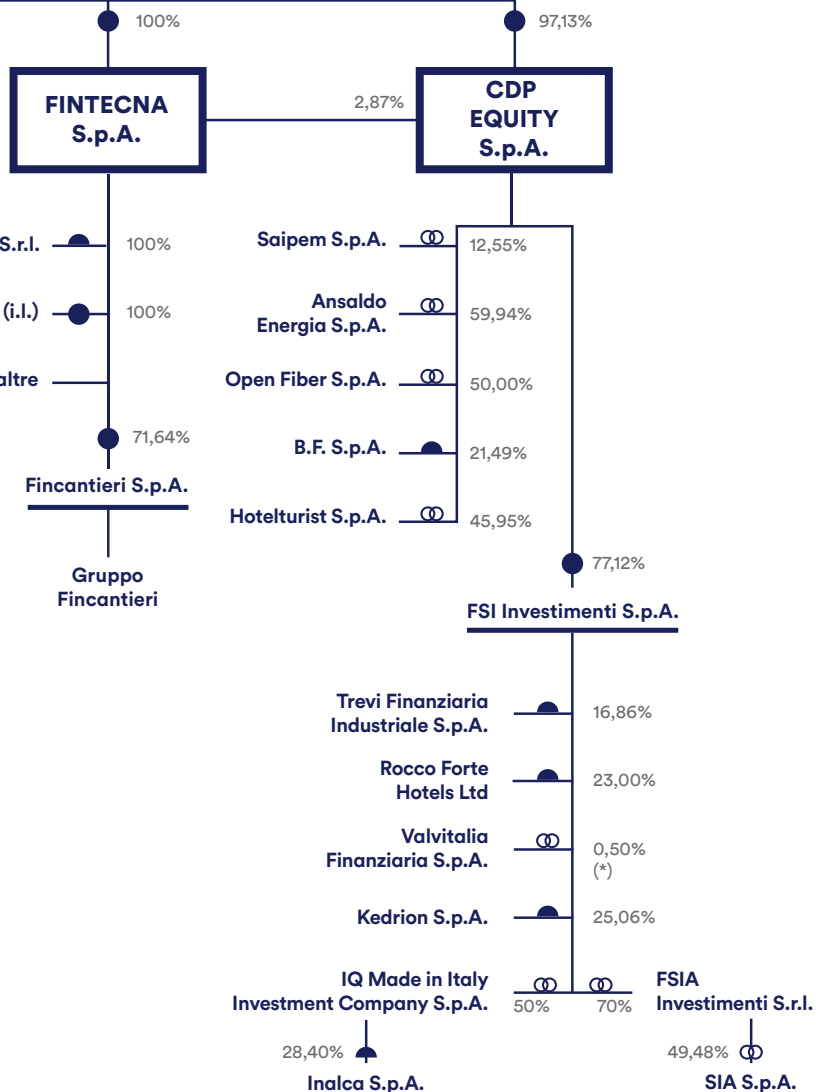 100%
97,13%
FINTECNA
S.p.A.
2,87%
CDP
EQUITY
S.p.A.
S.r.l.
100%
(i.l.)
100%
altre
71,64%
Fincantieri S.p.A.
Gruppo
Fincantieri
Saipem S.p.A.
12,55%
Ansaldo
Energia S.p.A.
59,94%
Open Fiber S.p.A.
50,00%
B.F. S.p.A.
21,49%
Hotelturist S.p.A.
45,95%
77,12%
FSI Investimenti S.p.A.
Trevi Finanziaria
Industriale S.p.A.
16,86%
Rocco Forte
Hotels Ltd
23,00%
Valvitalia
Finanziaria S.p.A.
0,50%
(*)
Kedrion S.p.A.
25,06%
IQ Made in Italy
Investment Company S.p.A.
50%
70%
FSIA
Investimenti S.r.l.
28,40%
Inalca S.p.A.
49,48%
SIA S.p.A.